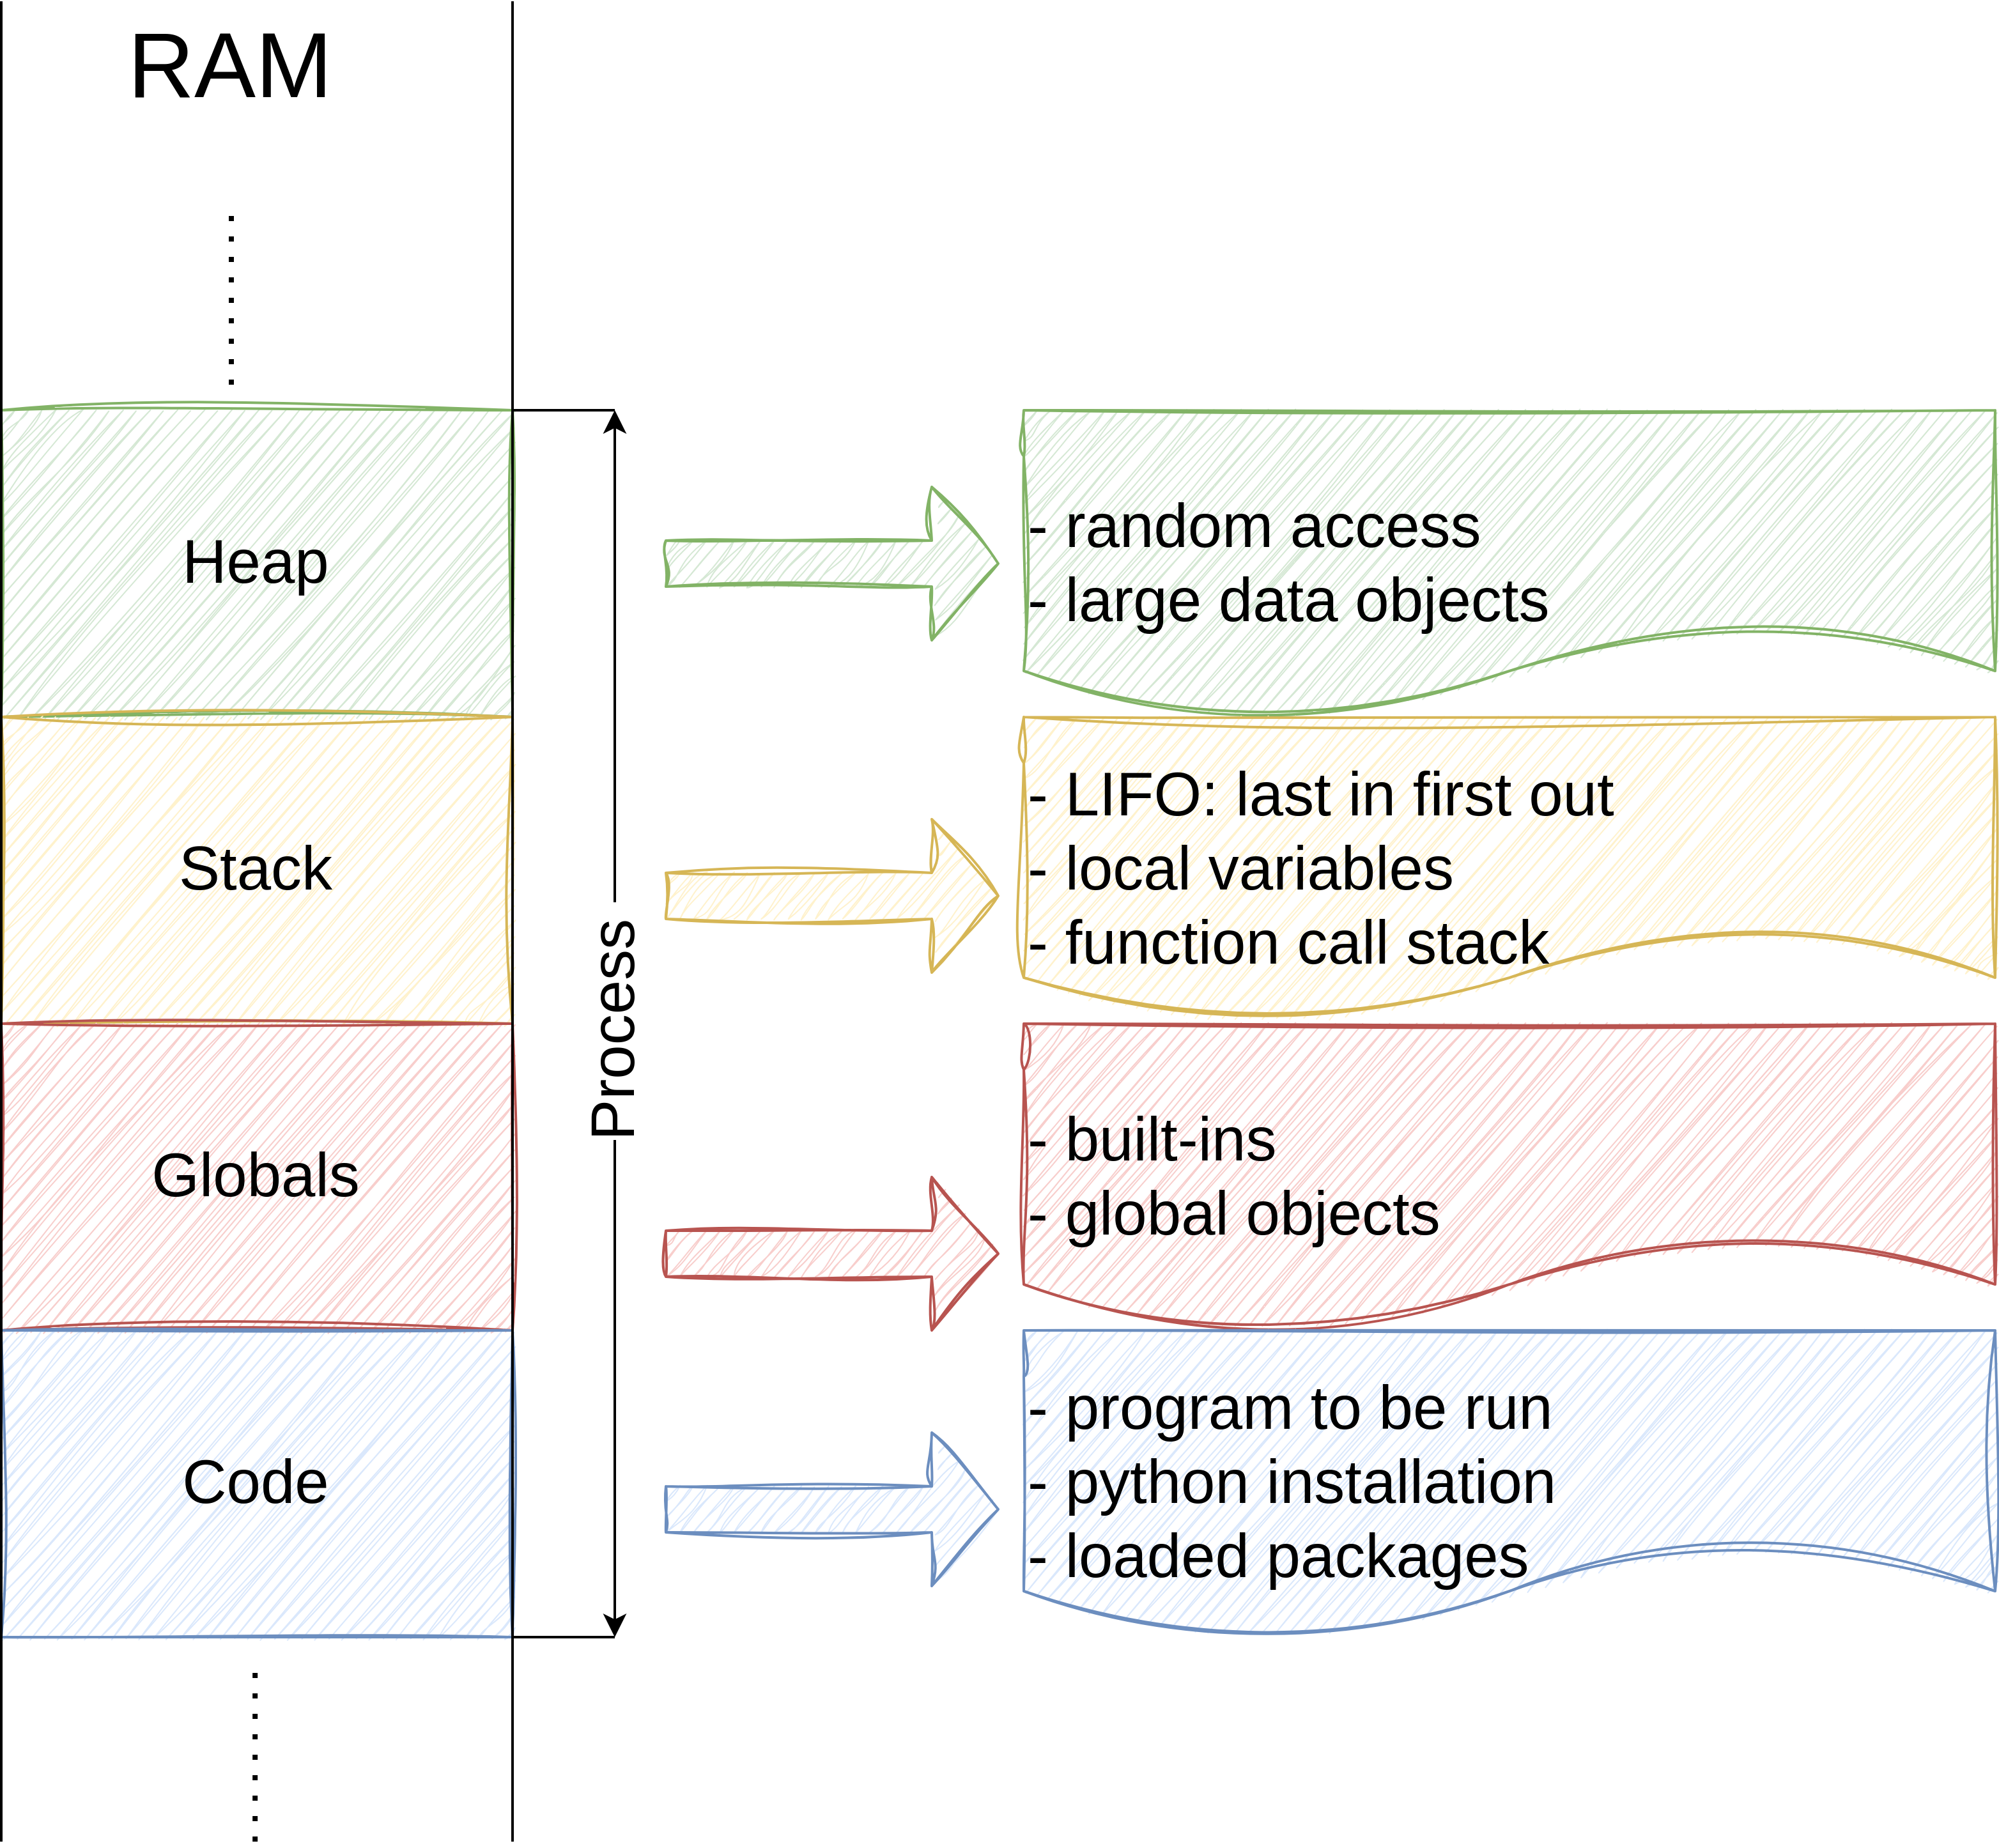 RAM
Heap
- random access
- large data objects
Stack
- LIFO: last in first out
- local variables
- function call stack
Process
Globals
- built-ins
- global objects
Code
- program to be run
- python installation
- loaded packages